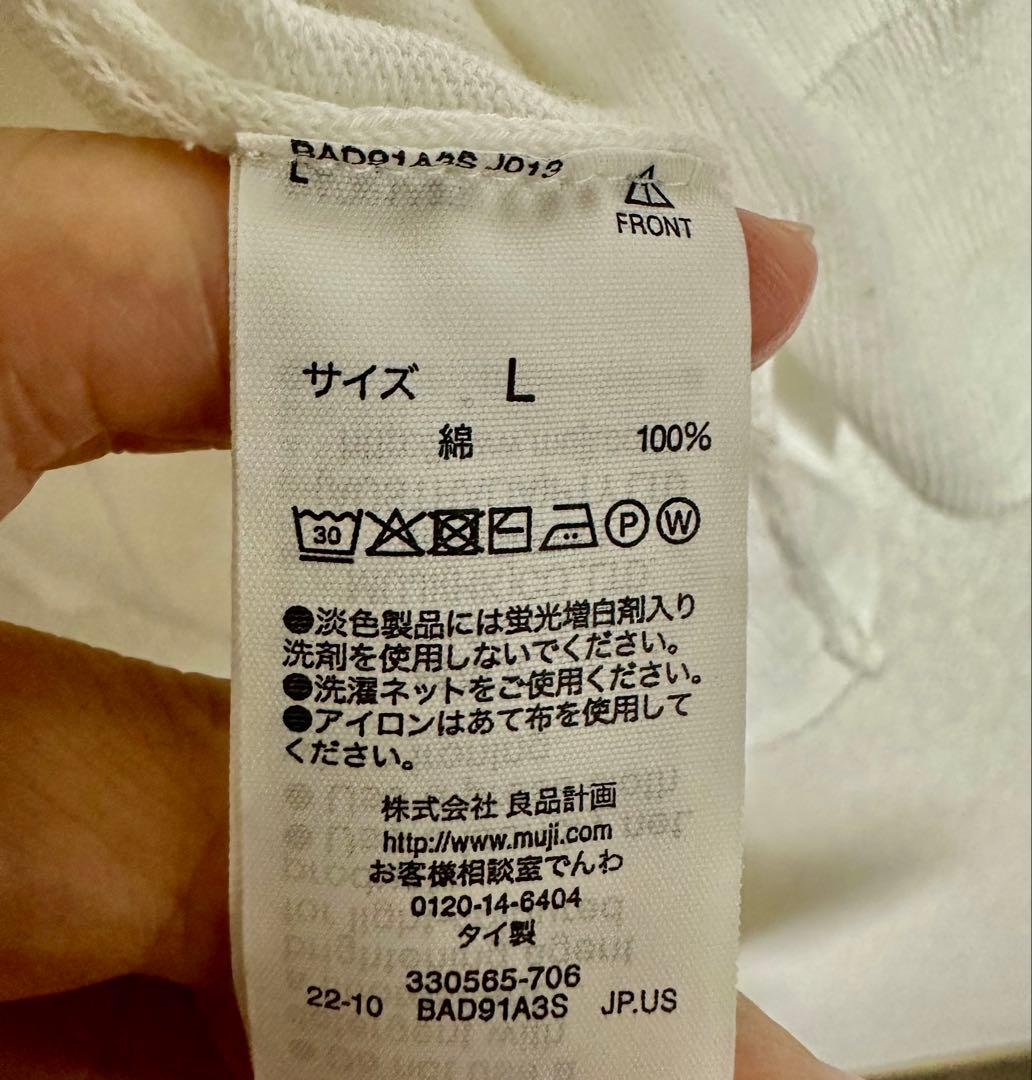 BAD91A3S J019
L
FRONT
サイズ L
綿 100%
30 P W
●淡色製品には蛍光増白剤入り
洗剤を使用しないでください。
●洗濯ネットをご使用ください。
●アイロンはあて布を使用して
ください。
株式会社 良品計画
http://www.muji.com
お客様相談室でんわ
0120-14-6404
タイ製
330565-706
22-10 BAD91A3S JP.US